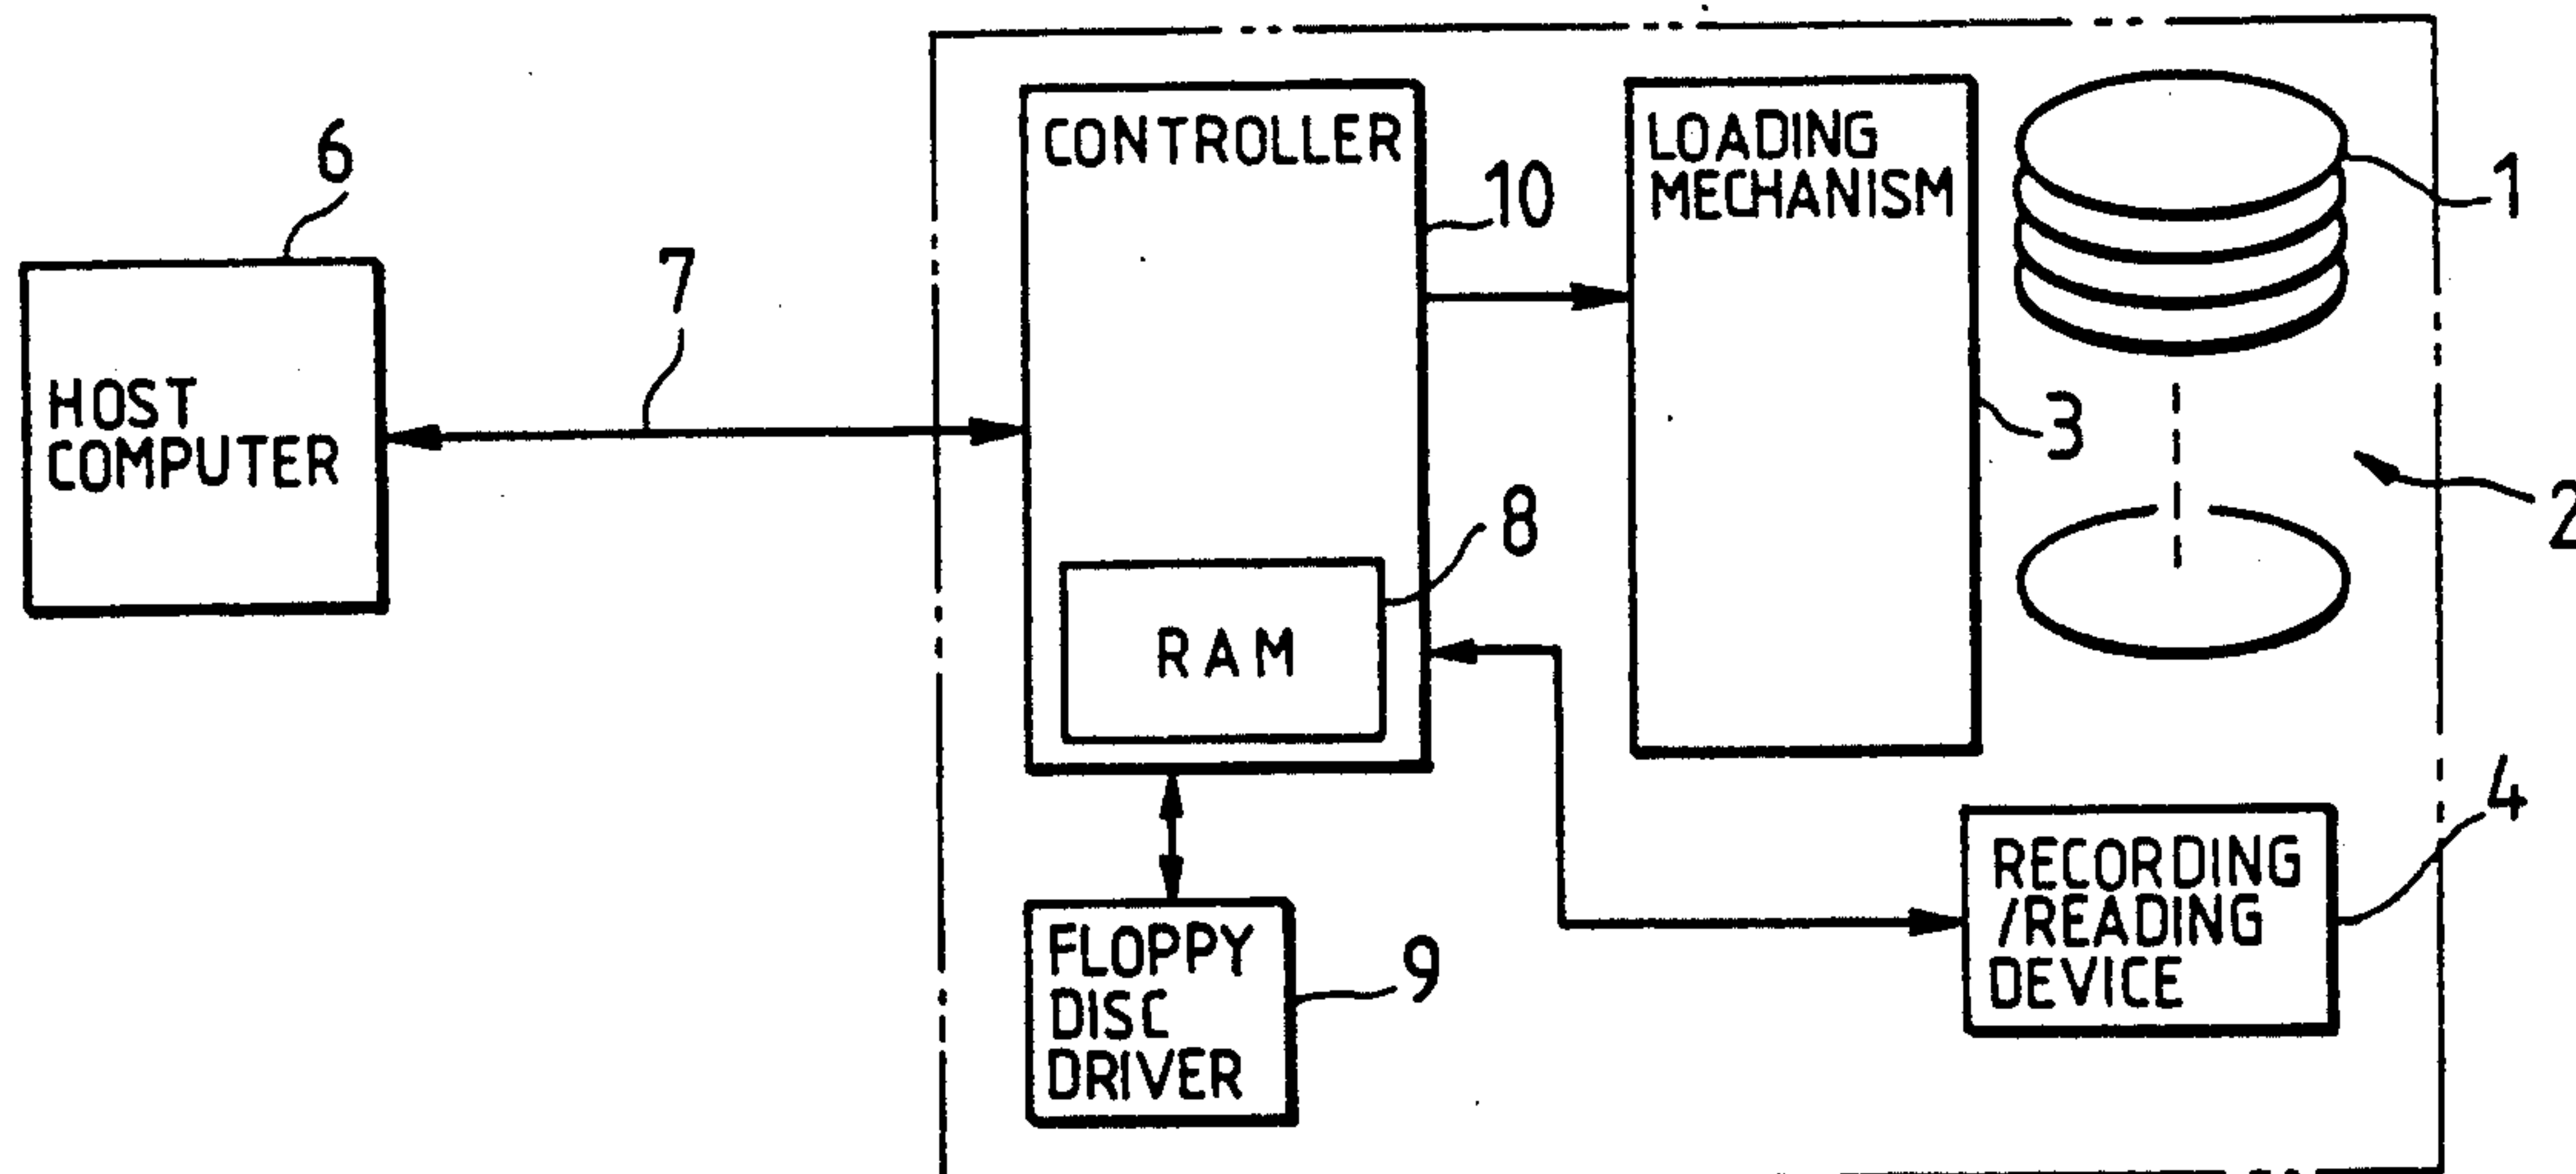 6
HOST
COMPUTER
7
CONTROLLER
10
RAM
8
FLOPPY
DISC
DRIVER
9
LOADING
MECHANISM
3
1
2
RECORDING
/READING
DEVICE
4